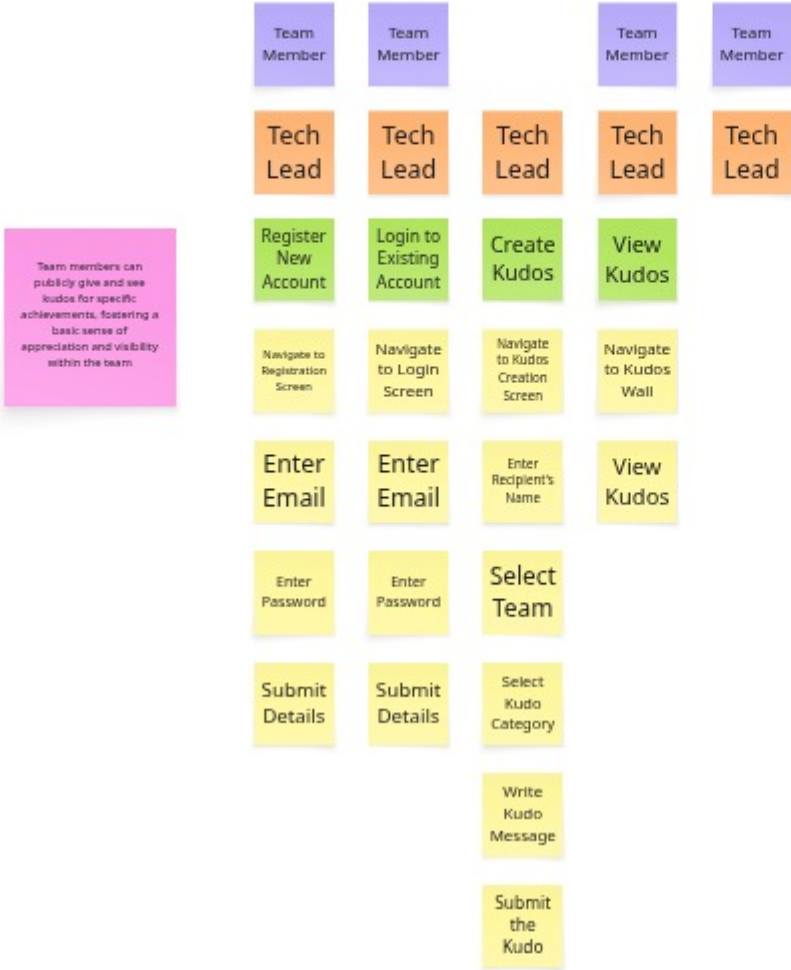 Team
Member
Team
Member
Team
Member
Team
Member
Tech
Lead
Tech
Lead
Tech
Lead
Tech
Lead
Tech
Lead
Team members can
publicly give and see
kudos for specific
achievements, fostering a
basic sense of
appreciation and visibility
within the team
Register
New
Account
Login to
Existing
Account
Create
Kudos
View
Kudos
Navigate to
Registration
Screen
Navigate
to Login
Screen
Navigate
to Kudos
Creation
Screen
Navigate
to Kudos
Wall
Enter
Email
Enter
Email
Enter
Recipient's
Name
View
Kudos
Enter
Password
Enter
Password
Select
Team
Submit
Details
Submit
Details
Select
Kudo
Category
Write
Kudo
Message
Submit
the
Kudo